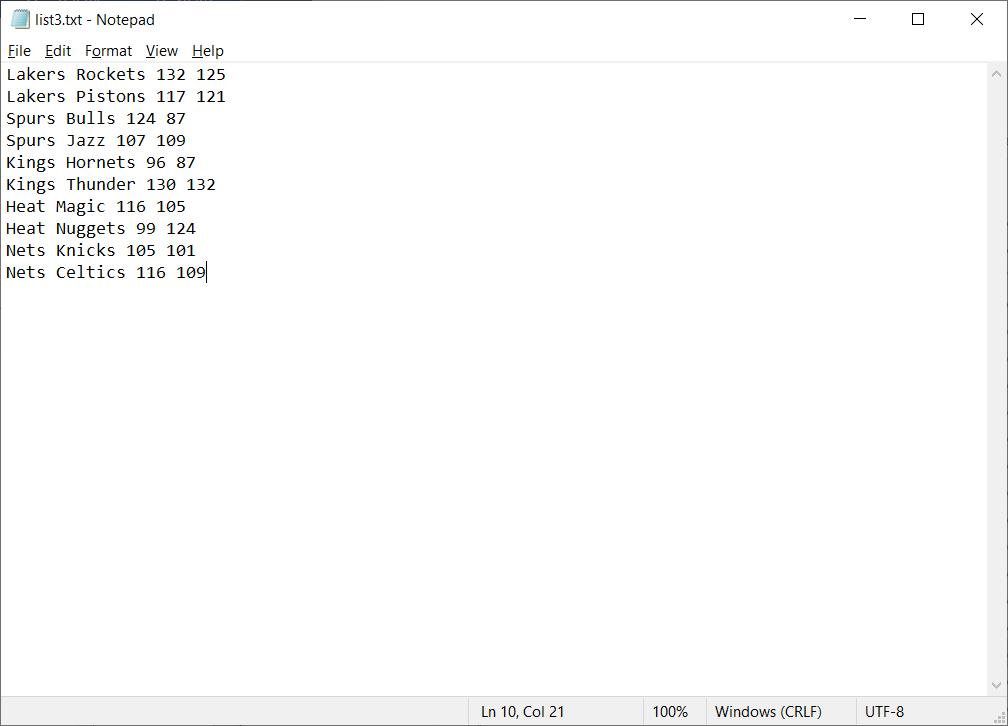 list3.txt - Notepad
File Edit Format View Help
Lakers Rockets 132 125
Lakers Pistons 117 121
Spurs Bulls 124 87
Spurs Jazz 107 109
Kings Hornets 96 87
Kings Thunder 130 132
Heat Magic 116 105
Heat Nuggets 99 124
Nets Knicks 105 101
Nets Celtics 116 109
Ln 10, Col 21 100% Windows (CRLF) UTF-8